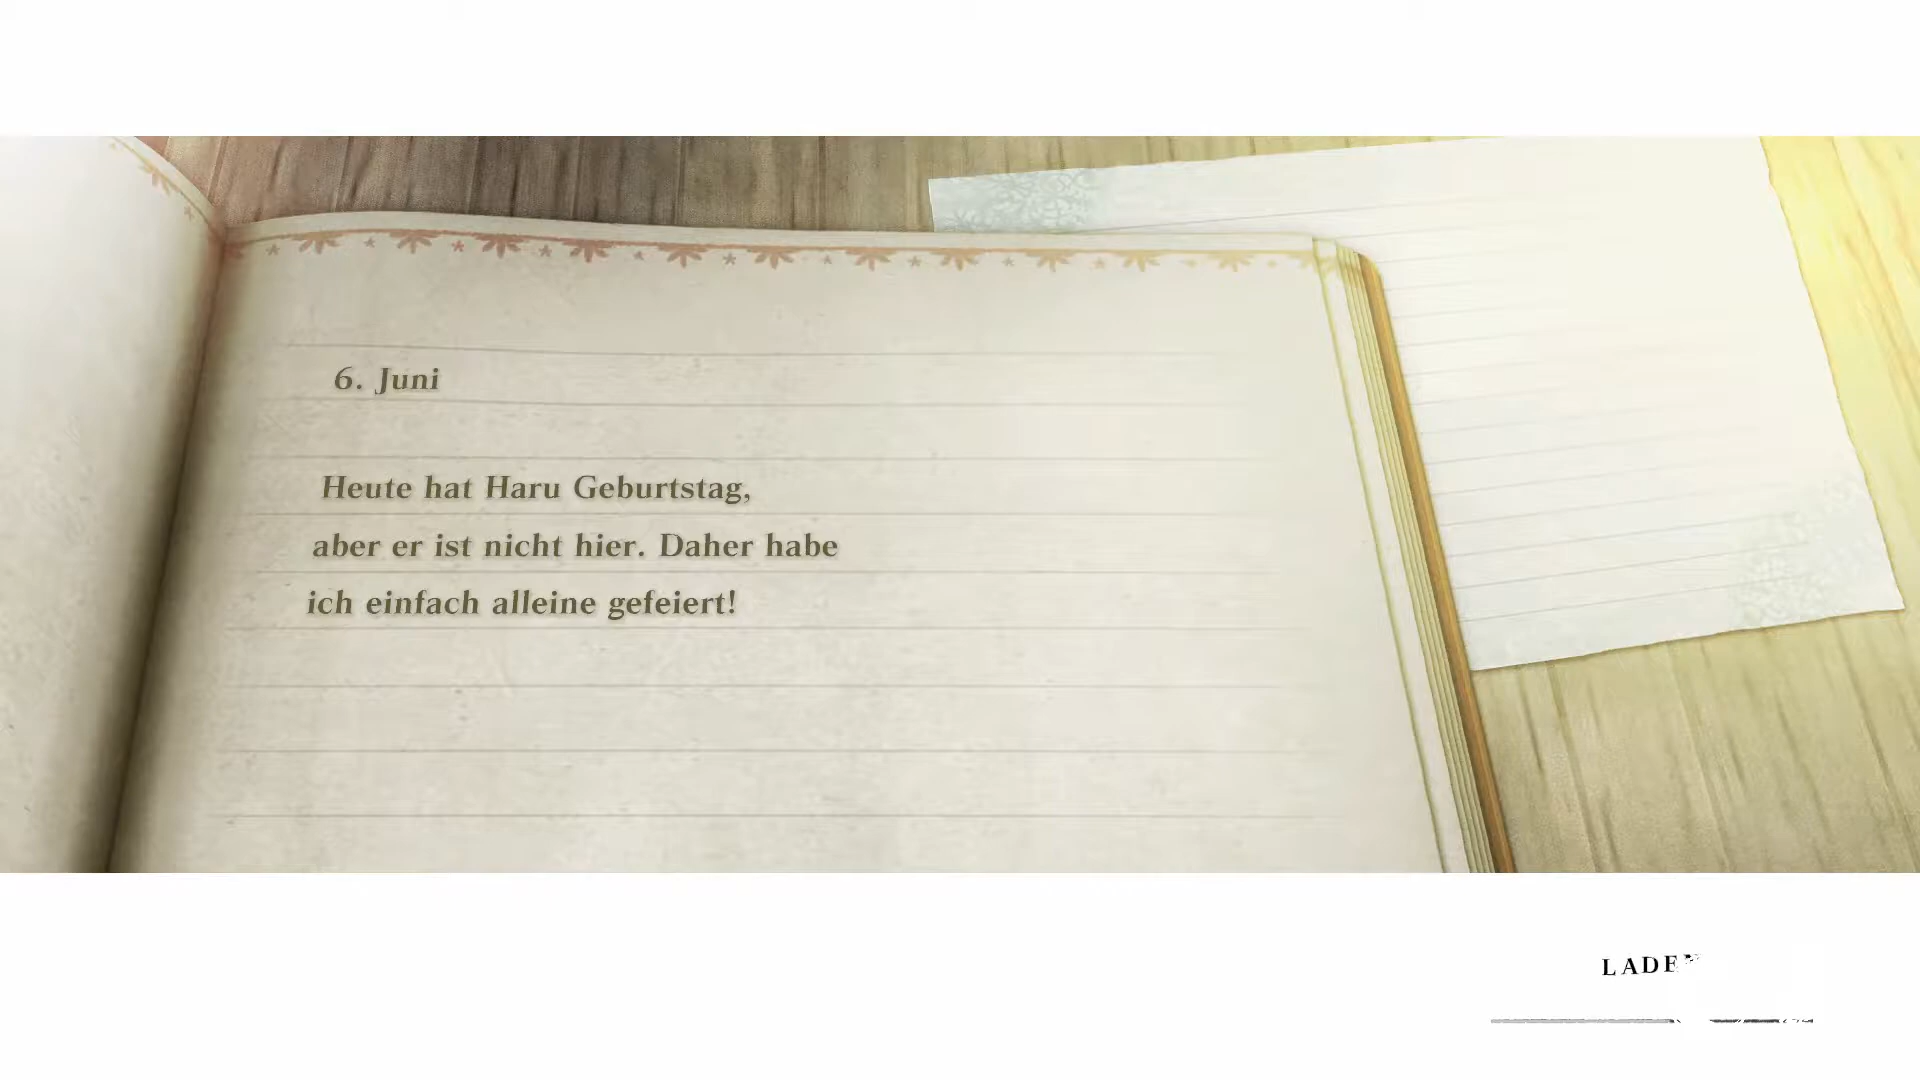 6. Juni
Heute hat Haru Geburtstag,
aber er ist nicht hier. Daher habe
ich einfach alleine gefeiert!